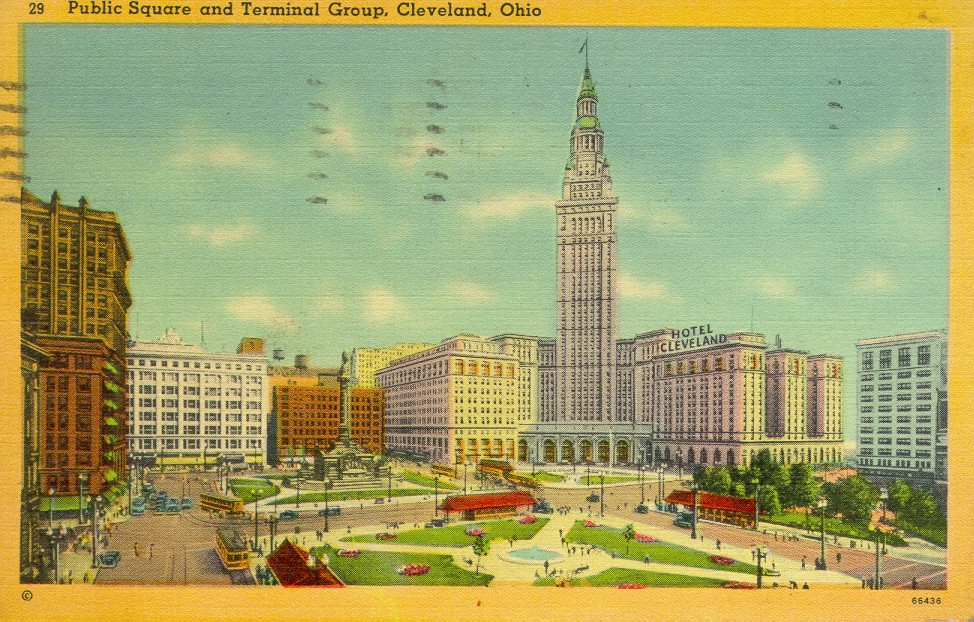 29 Public Square and Terminal Group, Cleveland, Ohio
HOTEL
CLEVELAND
©
66436